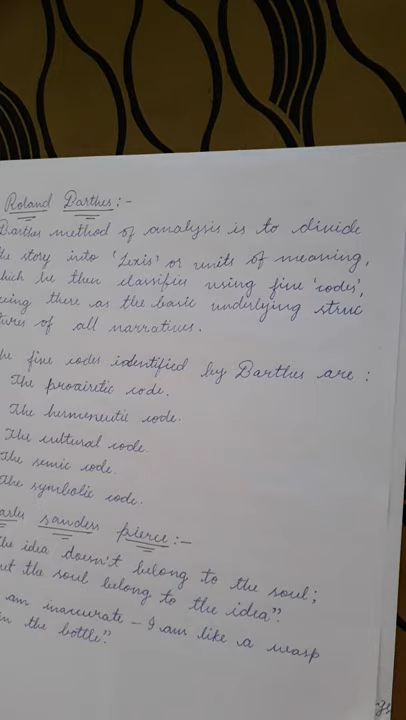 Roland Barthes:-
Barthes method of analysis is to divide
the story into 'Lexis' or units of meaning,
which he then classifies using five 'codes',
seeing there as the basic underlying struc
tures of all narratives.
The five codes identified by Barthes are :
The proairetic code.
The hermeneutic code.
The cultural code.
The semic code.
The symbolic code.
sanders pierce:-
The idea doesn't belong to the soul;
but the soul belong to the idea".
am inaccurate - I am like a wasp
in the bottle"